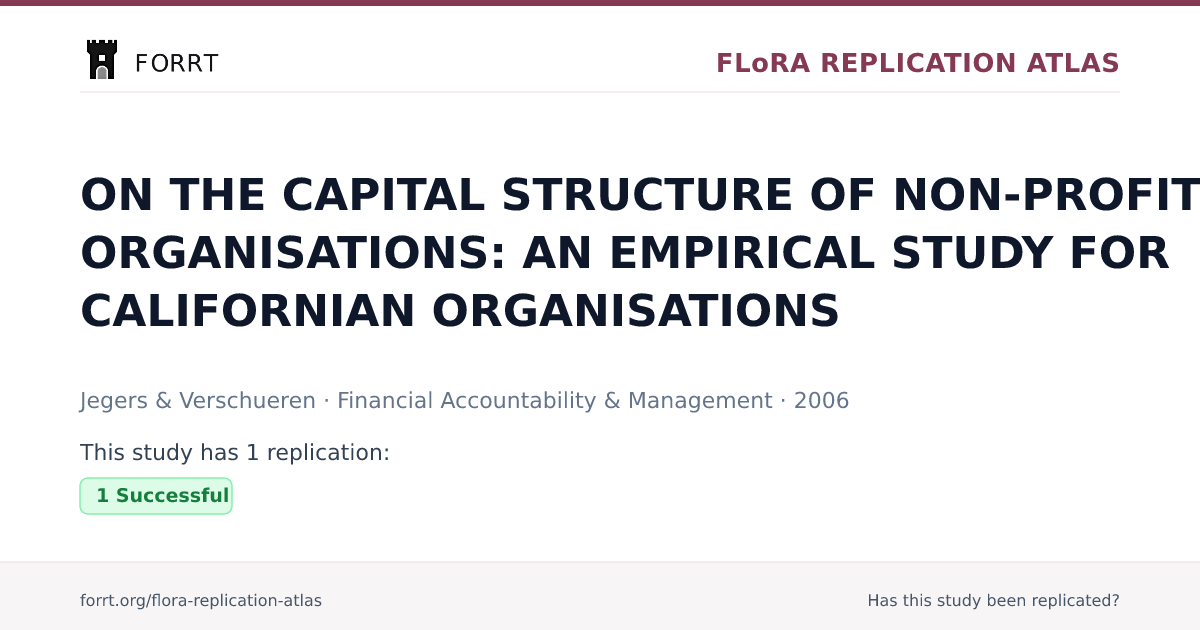 FORRT
FLoRA REPLICATION ATLAS
ON THE CAPITAL STRUCTURE OF NON-PROFIT
ORGANISATIONS: AN EMPIRICAL STUDY FOR
CALIFORNIAN ORGANISATIONS
Jegers & Verschueren · Financial Accountability & Management · 2006
This study has 1 replication:
1 Successful
forrt.org/flora-replication-atlas
Has this study been replicated?